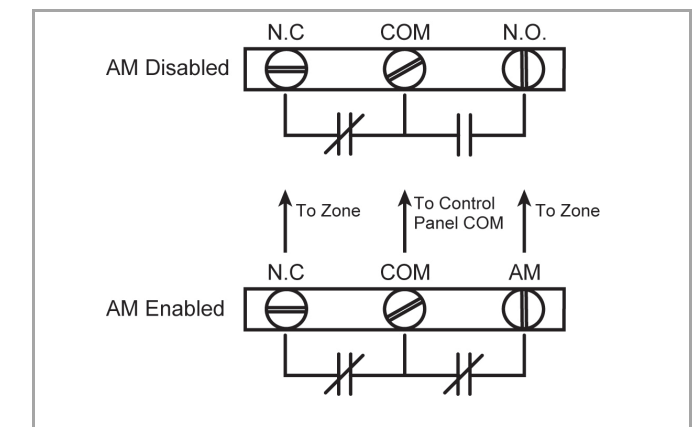 N.C COM N.O.
AM Disabled
To Zone
To Control
Panel COM
To Zone
N.C COM AM
AM Enabled